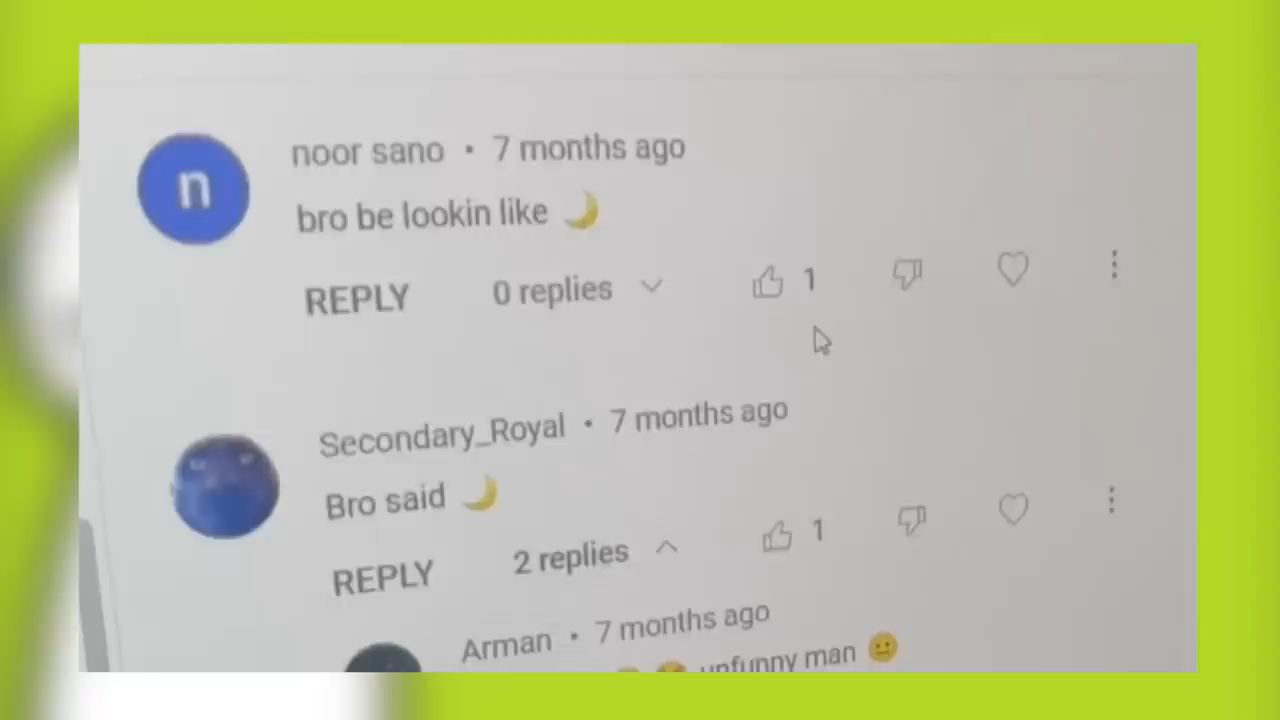 n
noor sano • 7 months ago
bro be lookin like 🌙
REPLY 0 replies 1
Secondary_Royal • 7 months ago
Bro said 🌙
REPLY 2 replies 1
Arman • 7 months ago
unfunny man 😐